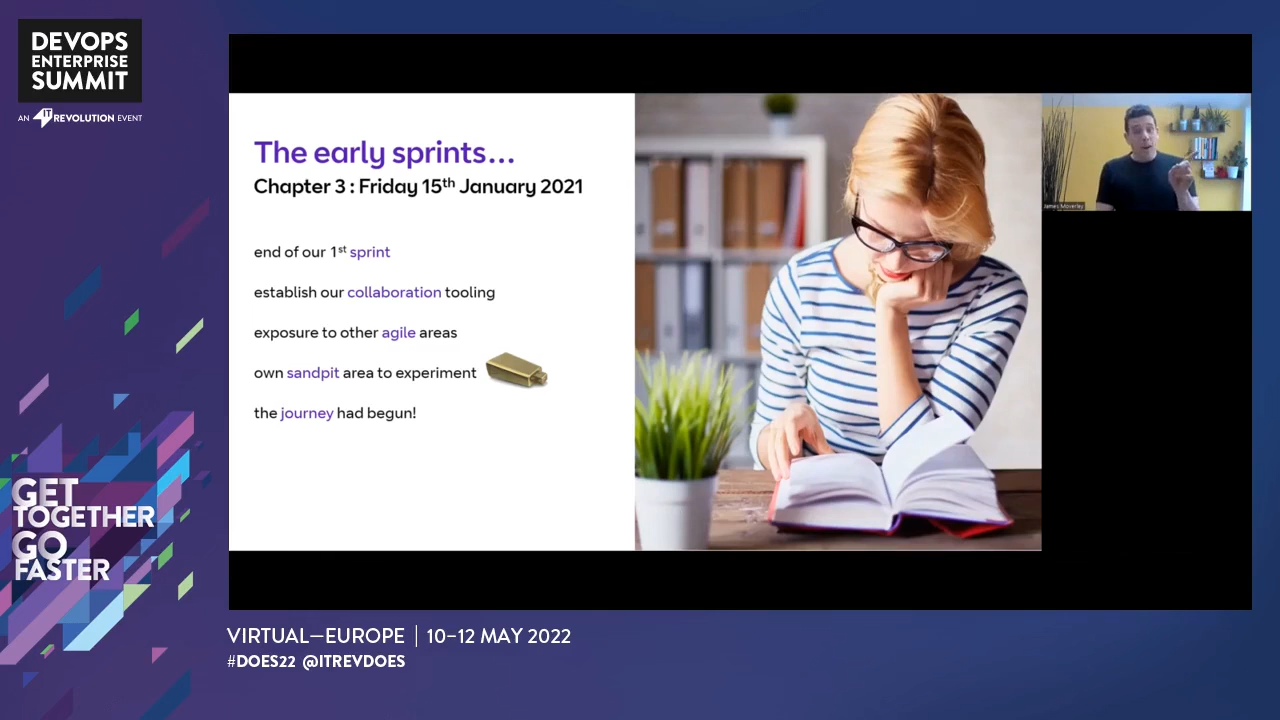 DEVOPS
ENTERPRISE
SUMMIT
AN IT REVOLUTION EVENT
The early sprints...
Chapter 3 : Friday 15th January 2021
end of our 1st sprint
establish our collaboration tooling
exposure to other agile areas
own sandpit area to experiment
the journey had begun!
James Moverley
GET
TOGETHER
GO
FASTER
VIRTUAL—EUROPE | 10–12 MAY 2022
#DOES22 @ITREVDOES